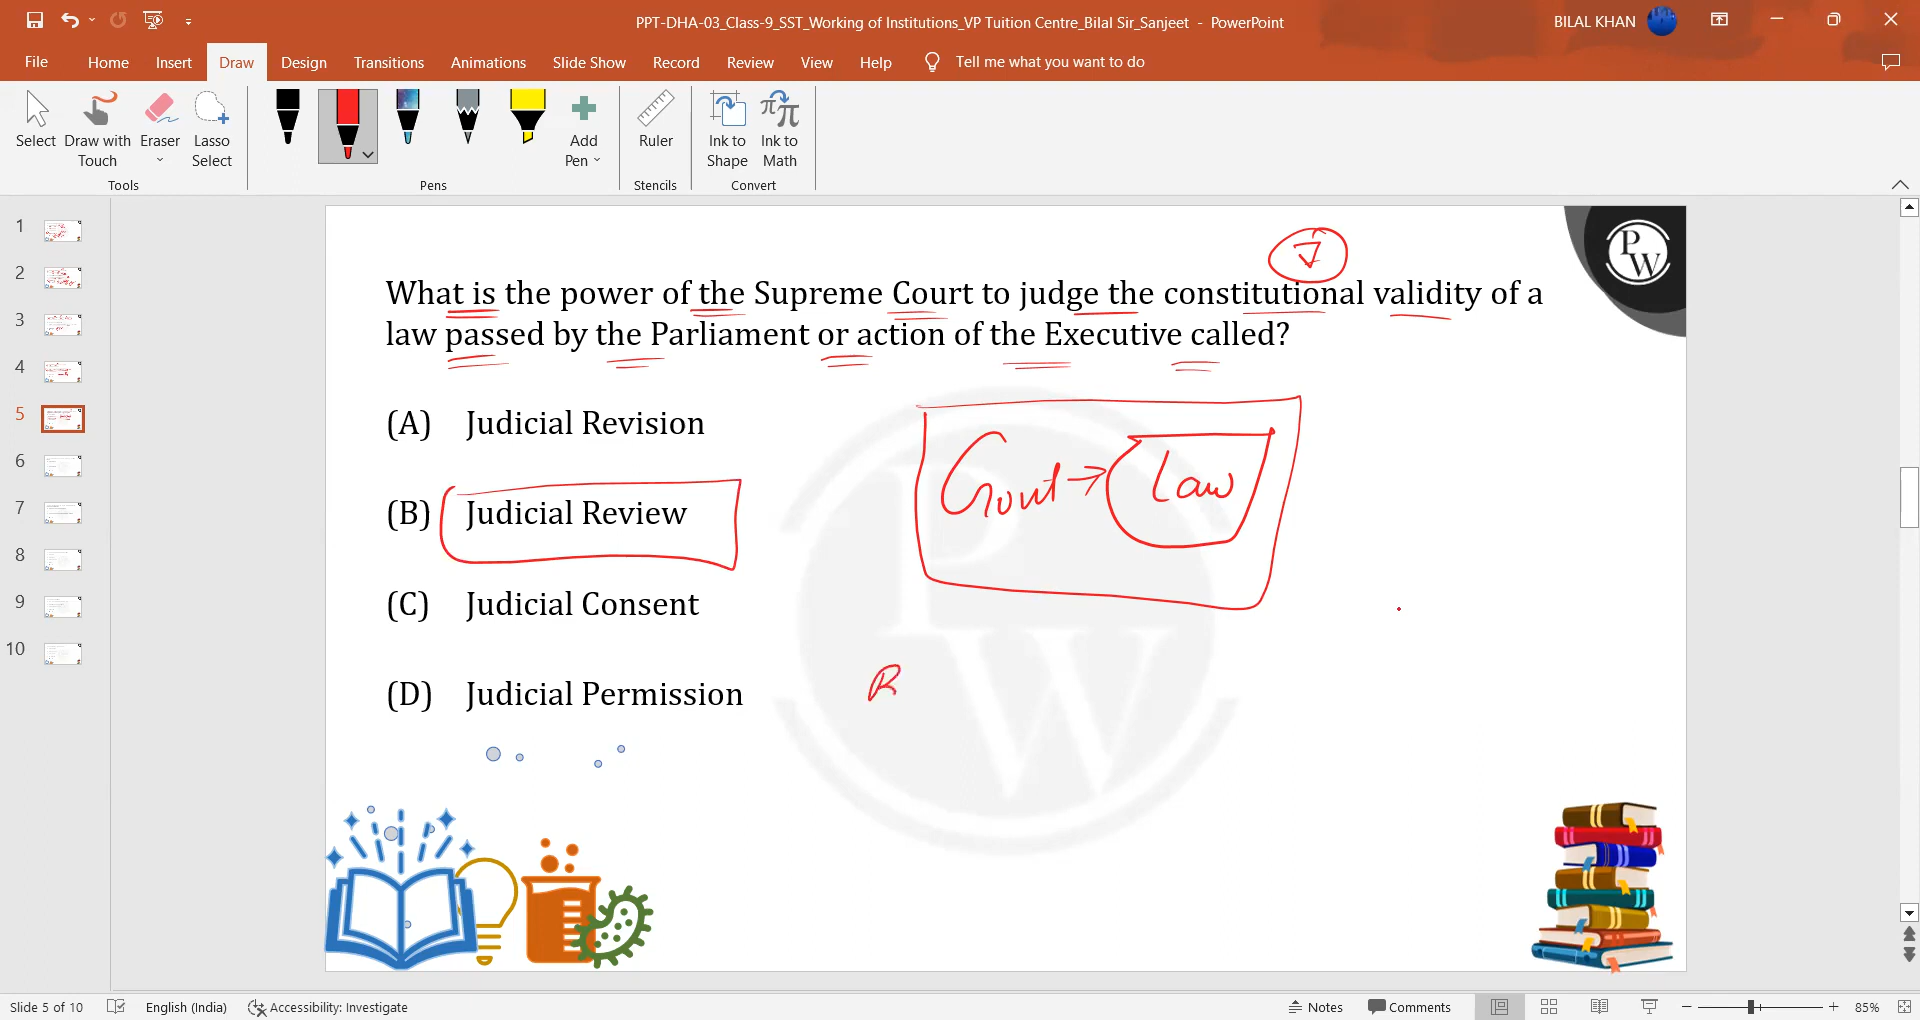 PPT-DHA-03_Class-9_SST_Working of Institutions_VP Tuition Centre_Bilal Sir_Sanjeet - PowerPoint
BILAL KHAN
File Home Insert Draw Design Transitions Animations Slide Show Record Review View Help Tell me what you want to do
Select
Draw with Touch
Eraser
Lasso Select
Add Pen
Ruler
Ink to Shape
Ink to Math
Tools
Pens
Stencils
Convert
1
2
3
4
5
6
7
8
9
10
P W
What is the power of the Supreme Court to judge the constitutional validity of a
law passed by the Parliament or action of the Executive called?
(A) Judicial Revision
(B) Judicial Review
(C) Judicial Consent
(D) Judicial Permission
Govt → Law
P W
Slide 5 of 10 English (India) Accessibility: Investigate Notes Comments 85%